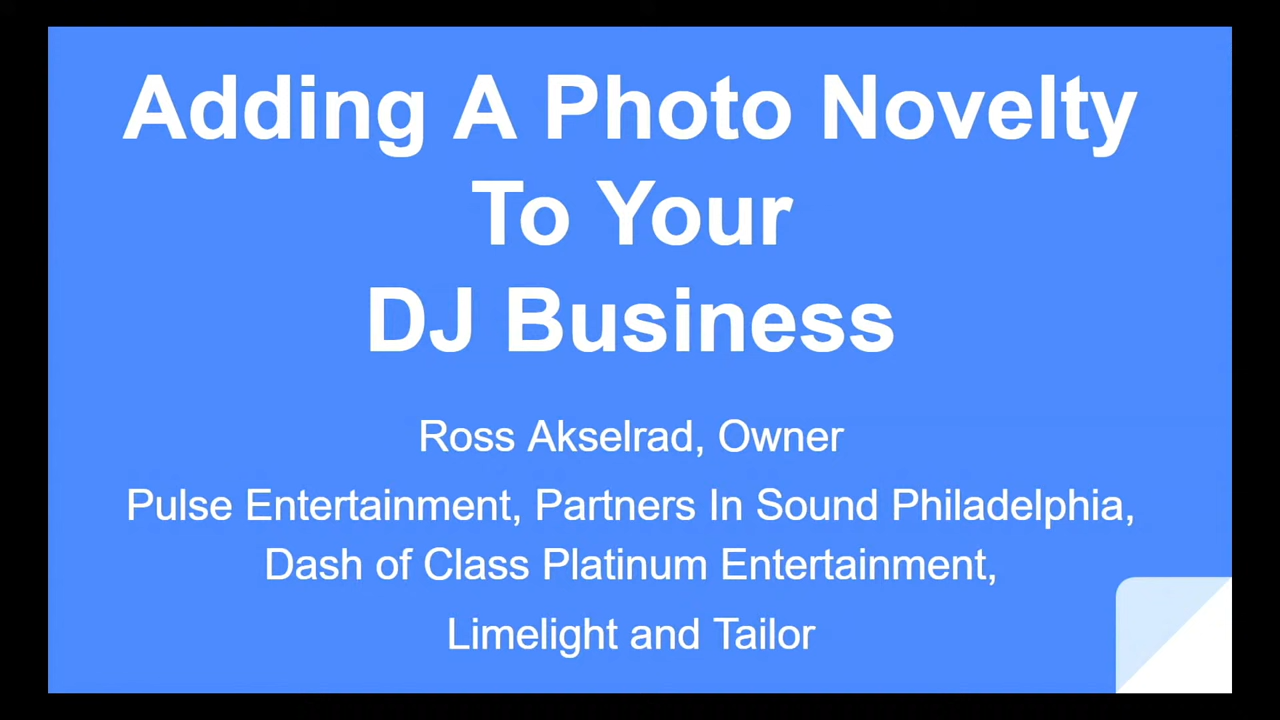 Adding A Photo Novelty
To Your
DJ Business
Ross Akselrad, Owner
Pulse Entertainment, Partners In Sound Philadelphia,
Dash of Class Platinum Entertainment,
Limelight and Tailor